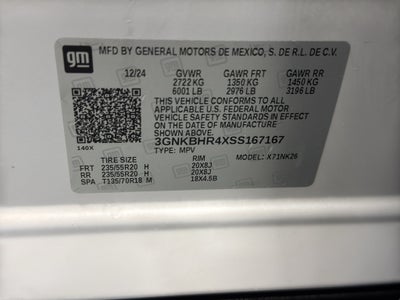 gm
MFD BY GENERAL MOTORS DE MEXICO, S. DE R.L. DE C.V.
12/24 GVWR GAWR FRT GAWR RR
2722 KG 1350 KG 1450 KG
6001 LB 2976 LB 3196 LB
THIS VEHICLE CONFORMS TO ALL
APPLICABLE U.S. FEDERAL MOTOR
VEHICLE SAFETY STANDARDS IN EFFECT ON
THE DATE OF MANUFACTURE SHOWN ABOVE.
3GNKBHR4XSS167167
140X TYPE: MPV MODEL: X71NK26
TIRE SIZE RIM
FRT 235/55R20 H 20X8J
RR 235/55R20 H 20X8J
SPA T135/70R18 M 18X4.5B